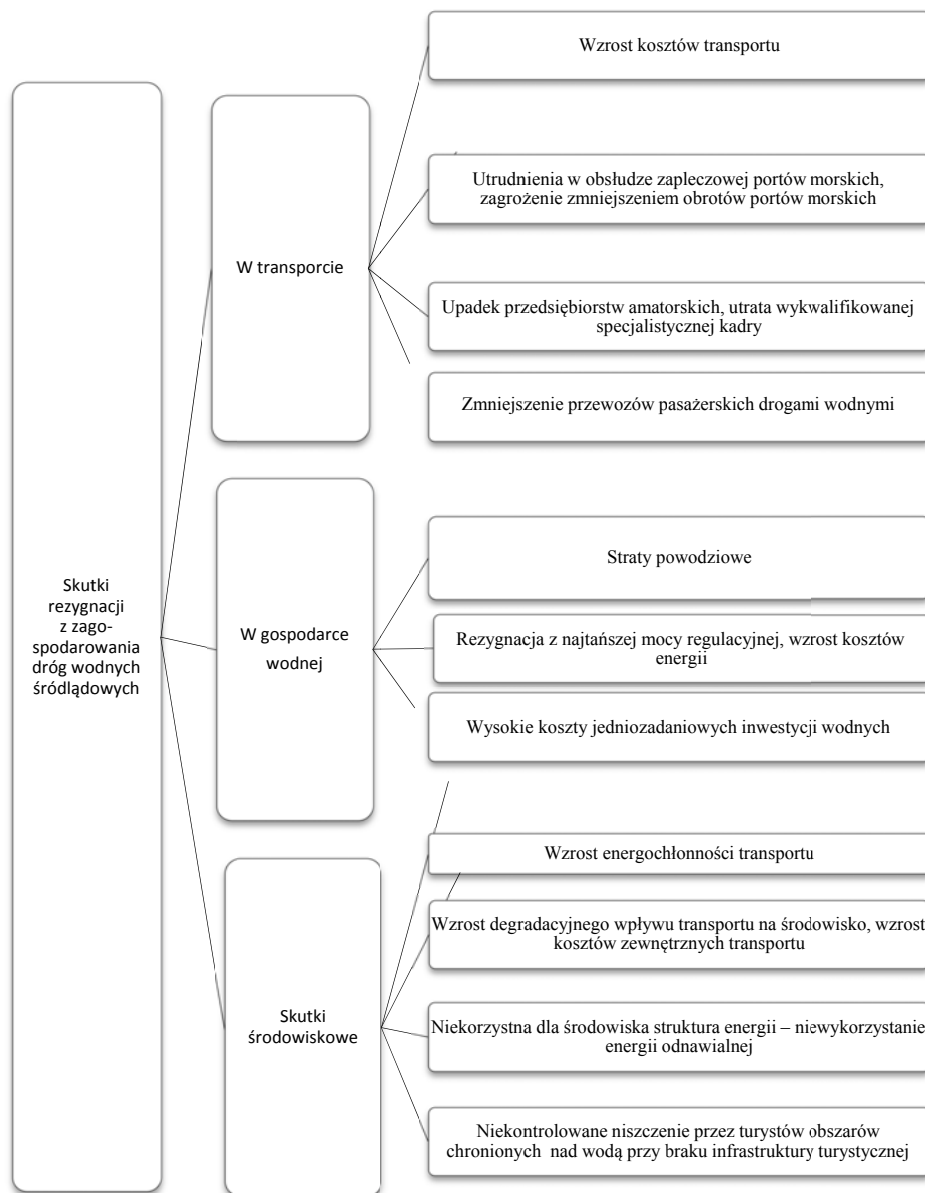 Skutki
rezygnacji
z zago-
spodarowania
dróg wodnych
śródlądowych
W transporcie
Wzrost kosztów transportu
Utrudnienia w obsłudze zapleczowej portów morskich,
zagrożenie zmniejszeniem obrotów portów morskich
Upadek przedsiębiorstw amatorskich, utrata wykwalifikowanej
specjalistycznej kadry
Zmniejszenie przewozów pasażerskich drogami wodnymi
W gospodarce
wodnej
Straty powodziowe
Rezygnacja z najtańszej mocy regulacyjnej, wzrost kosztów
energii
Wysokie koszty jedniozadaniowych inwestycji wodnych
Skutki
środowiskowe
Wzrost energochłonności transportu
Wzrost degradacyjnego wpływu transportu na środowisko, wzrost
kosztów zewnętrznych transportu
Niekorzystna dla środowiska struktura energii – niewykorzystanie
energii odnawialnej
Niekontrolowane niszczenie przez turystów obszarów
chronionych nad wodą przy braku infrastruktury turystycznej